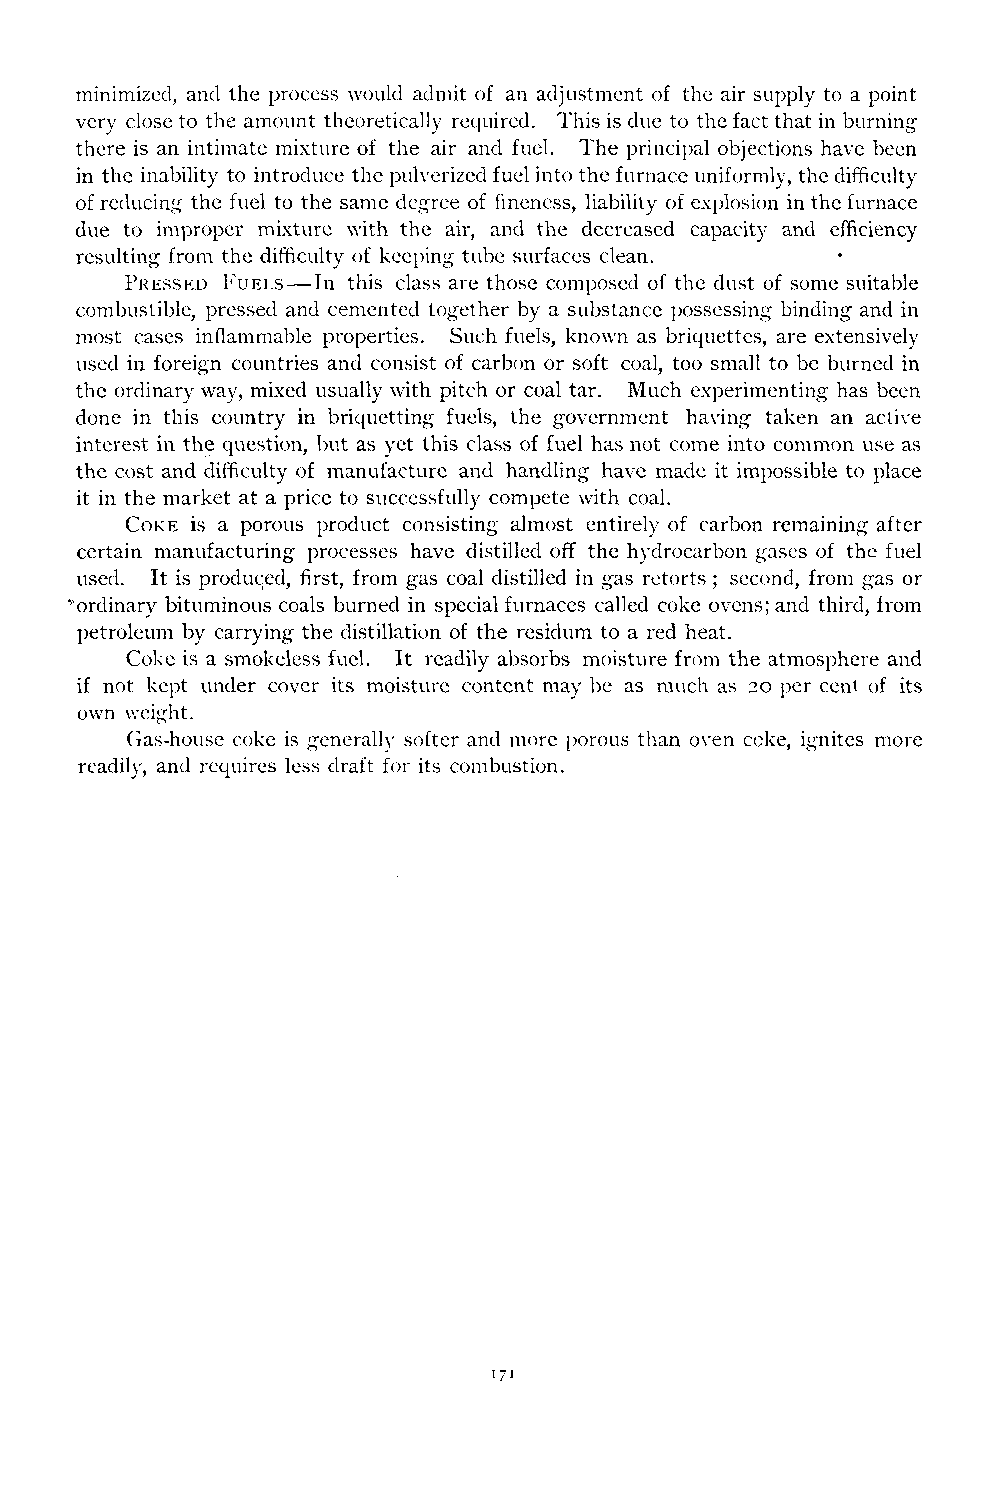 minimized, and the process would admit of an adjustment of the air supply to a point
very close to the amount theoretically required. This is due to the fact that in burning
there is an intimate mixture of the air and fuel. The principal objections have been
in the inability to introduce the pulverized fuel into the furnace uniformly, the difficulty
of reducing the fuel to the same degree of fineness, liability of explosion in the furnace
due to improper mixture with the air, and the decreased capacity and efficiency
resulting from the difficulty of keeping tube surfaces clean.
PRESSED FUELS—In this class are those composed of the dust of some suitable
combustible, pressed and cemented together by a substance possessing binding and in
most cases inflammable properties. Such fuels, known as briquettes, are extensively
used in foreign countries and consist of carbon or soft coal, too small to be burned in
the ordinary way, mixed usually with pitch or coal tar. Much experimenting has been
done in this country in briquetting fuels, the government having taken an active
interest in the question, but as yet this class of fuel has not come into common use as
the cost and difficulty of manufacture and handling have made it impossible to place
it in the market at a price to successfully compete with coal.
COKE is a porous product consisting almost entirely of carbon remaining after
certain manufacturing processes have distilled off the hydrocarbon gases of the fuel
used. It is produced, first, from gas coal distilled in gas retorts; second, from gas or
ordinary bituminous coals burned in special furnaces called coke ovens; and third, from
petroleum by carrying the distillation of the residum to a red heat.
Coke is a smokeless fuel. It readily absorbs moisture from the atmosphere and
if not kept under cover its moisture content may be as much as 20 per cent of its
own weight.
Gas-house coke is generally softer and more porous than oven coke, ignites more
readily, and requires less draft for its combustion.
171